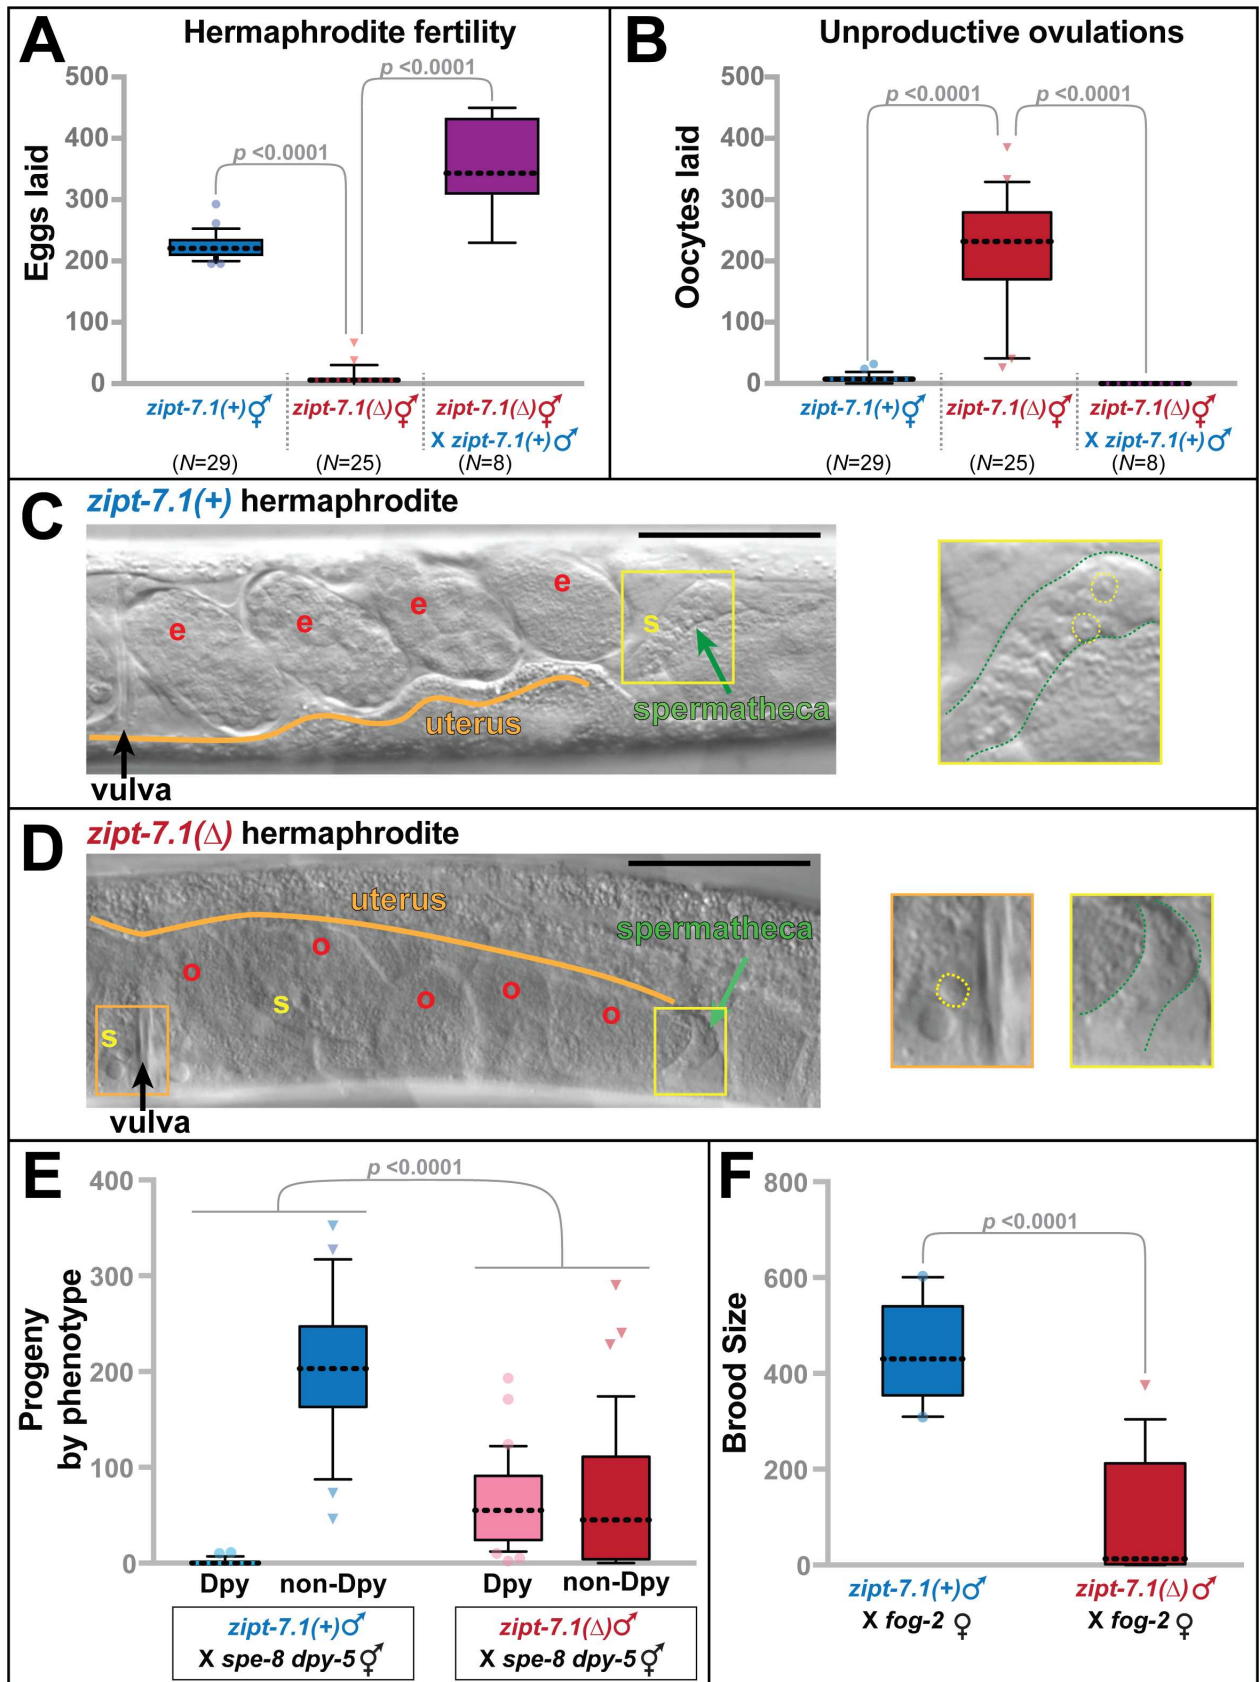 A
Hermaphrodite fertility
Eggs laid
500
400
300
200
100
0
p <0.0001
p <0.0001
zipt-7.1(+)⚥
zipt-7.1(Δ)⚥
zipt-7.1(Δ)⚥
X zipt-7.1(+)♂
(N=29)
(N=25)
(N=8)
B
Unproductive ovulations
Oocytes laid
500
400
300
200
100
0
p <0.0001
p <0.0001
zipt-7.1(+)⚥
zipt-7.1(Δ)⚥
zipt-7.1(Δ)⚥
X zipt-7.1(+)♂
(N=29)
(N=25)
(N=8)
C
zipt-7.1(+) hermaphrodite
e
e
e
e
s
spermatheca
uterus
vulva
D
zipt-7.1(Δ) hermaphrodite
uterus
spermatheca
o
o
o
o
o
s
s
vulva
E
Progeny
by phenotype
400
300
200
100
0
p <0.0001
Dpy
non-Dpy
Dpy
non-Dpy
zipt-7.1(+)♂
X spe-8 dpy-5⚥
zipt-7.1(Δ)♂
X spe-8 dpy-5⚥
F
Brood Size
800
600
400
200
0
p <0.0001
zipt-7.1(+)♂
X fog-2 ♀
zipt-7.1(Δ)♂
X fog-2 ♀